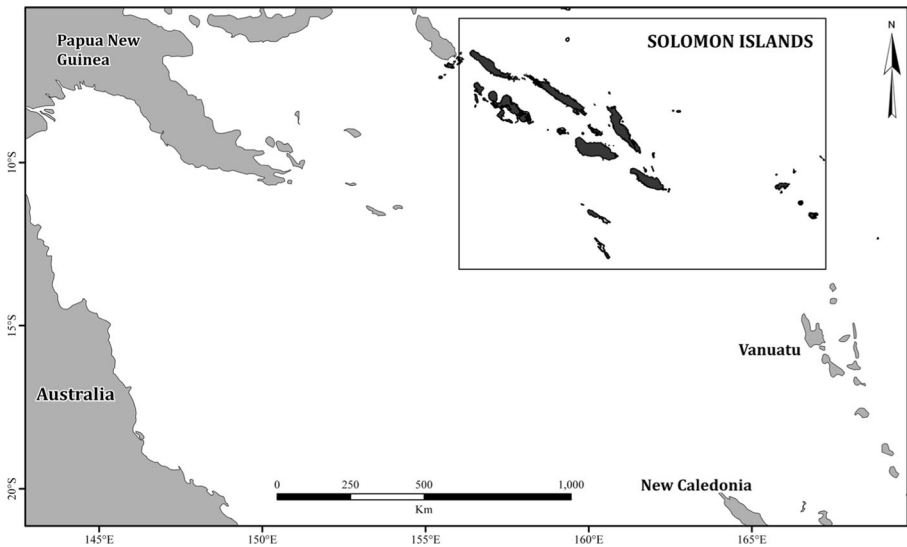 Papua New
Guinea
SOLOMON ISLANDS
N
10°S
15°S
Vanuatu
Australia
20°S
New Caledonia
0 250 500 1,000
Km
145°E 150°E 155°E 160°E 165°E